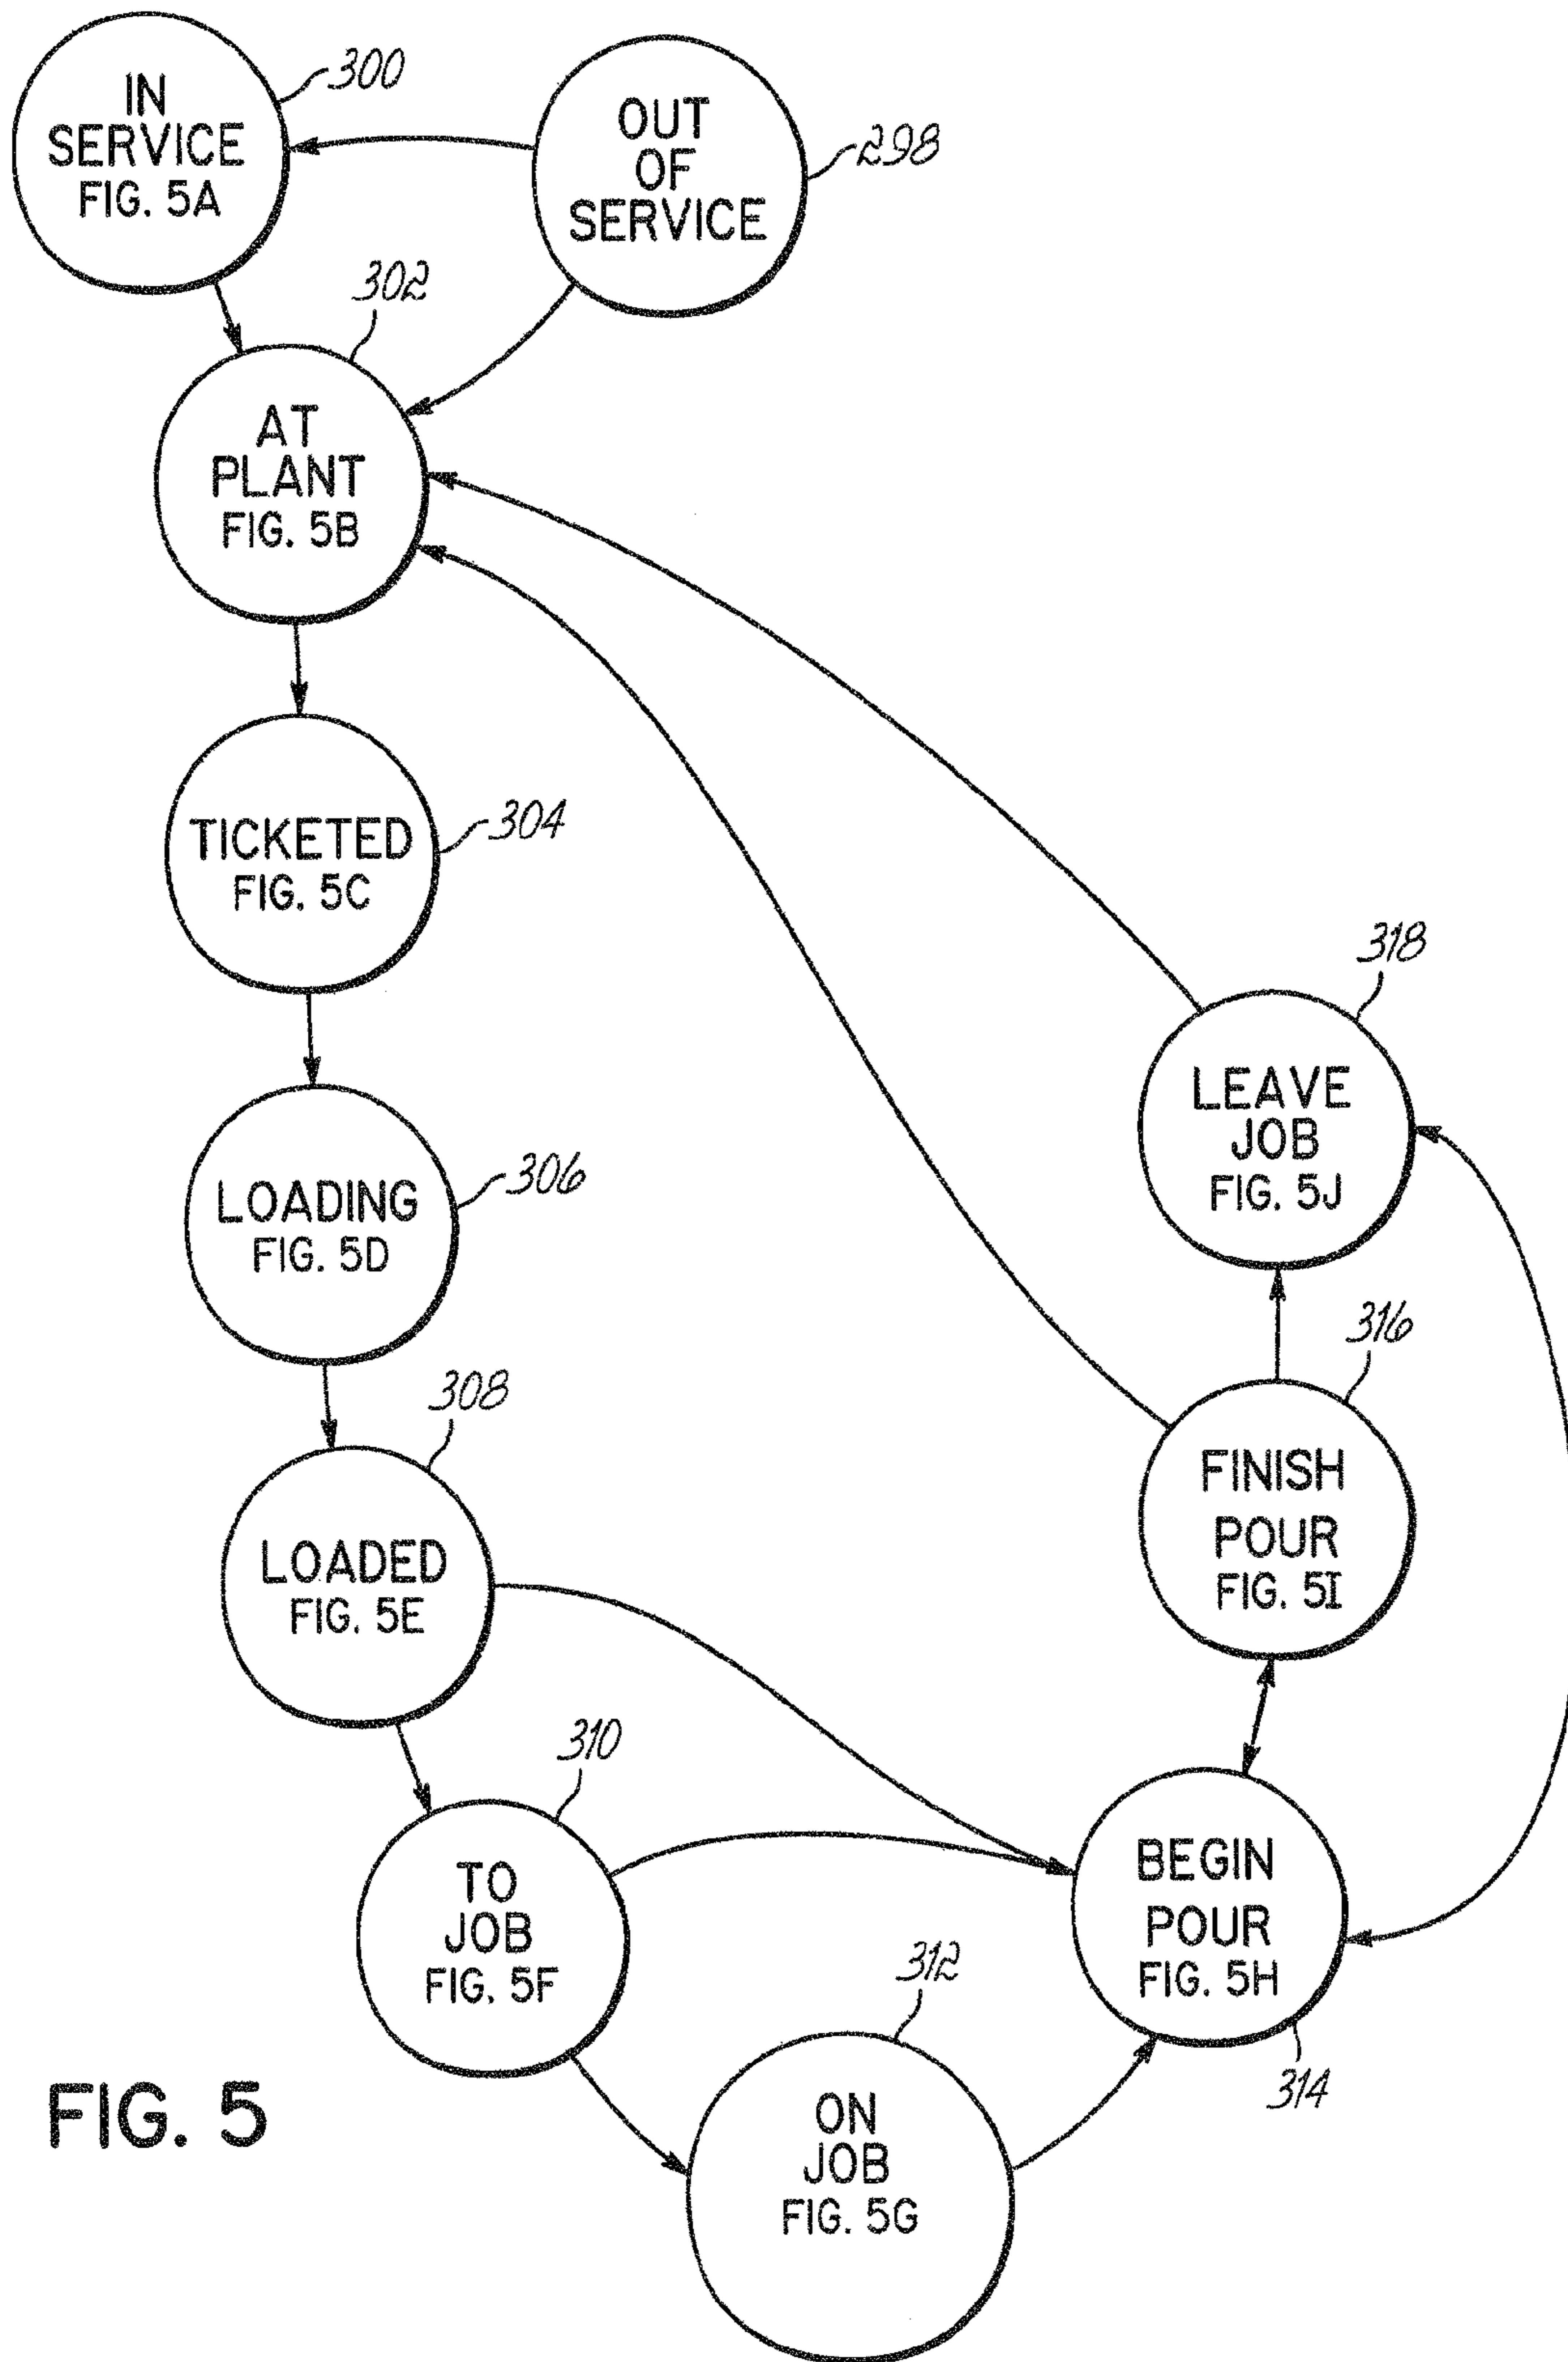 300
IN
SERVICE
FIG. 5A
OUT
OF
SERVICE
298
302
AT
PLANT
FIG. 5B
TICKETED
FIG. 5C
304
318
LEAVE
JOB
FIG. 5J
LOADING
FIG. 5D
306
316
FINISH
POUR
FIG. 5I
308
LOADED
FIG. 5E
310
TO
JOB
FIG. 5F
BEGIN
POUR
FIG. 5H
314
312
ON
JOB
FIG. 5G
FIG. 5